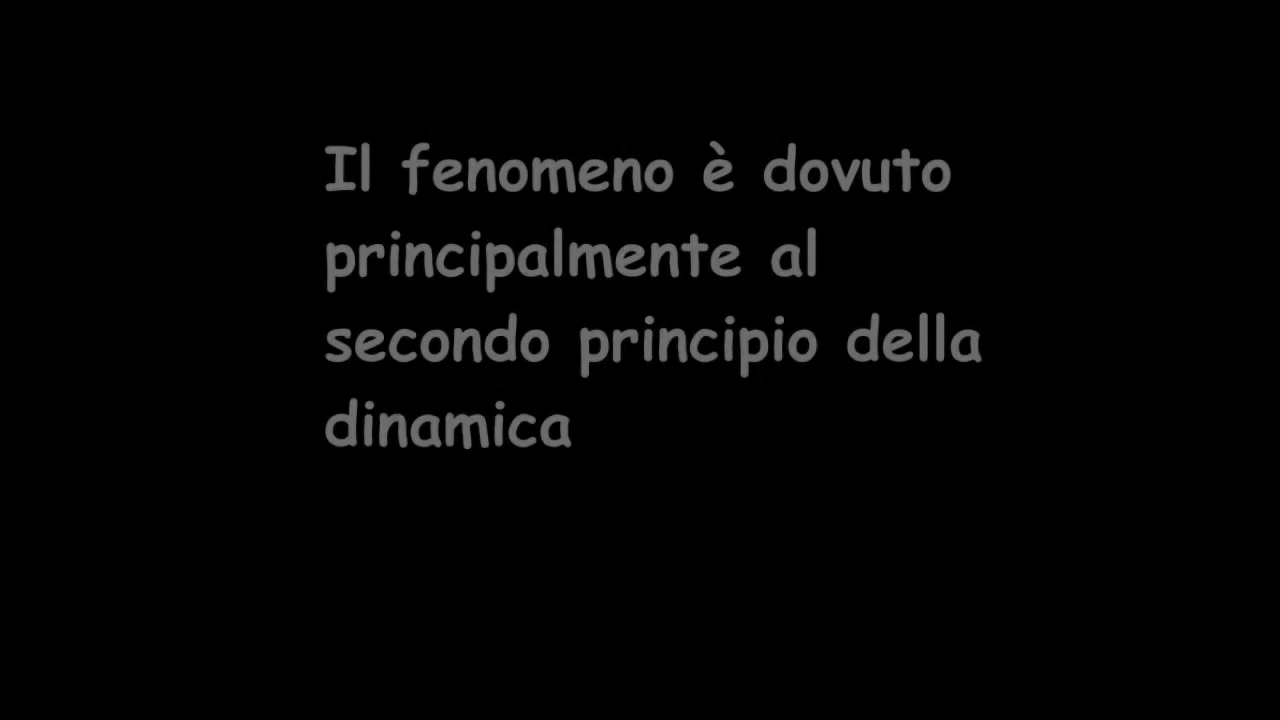 Il fenomeno è dovuto
principalmente al
secondo principio della
dinamica